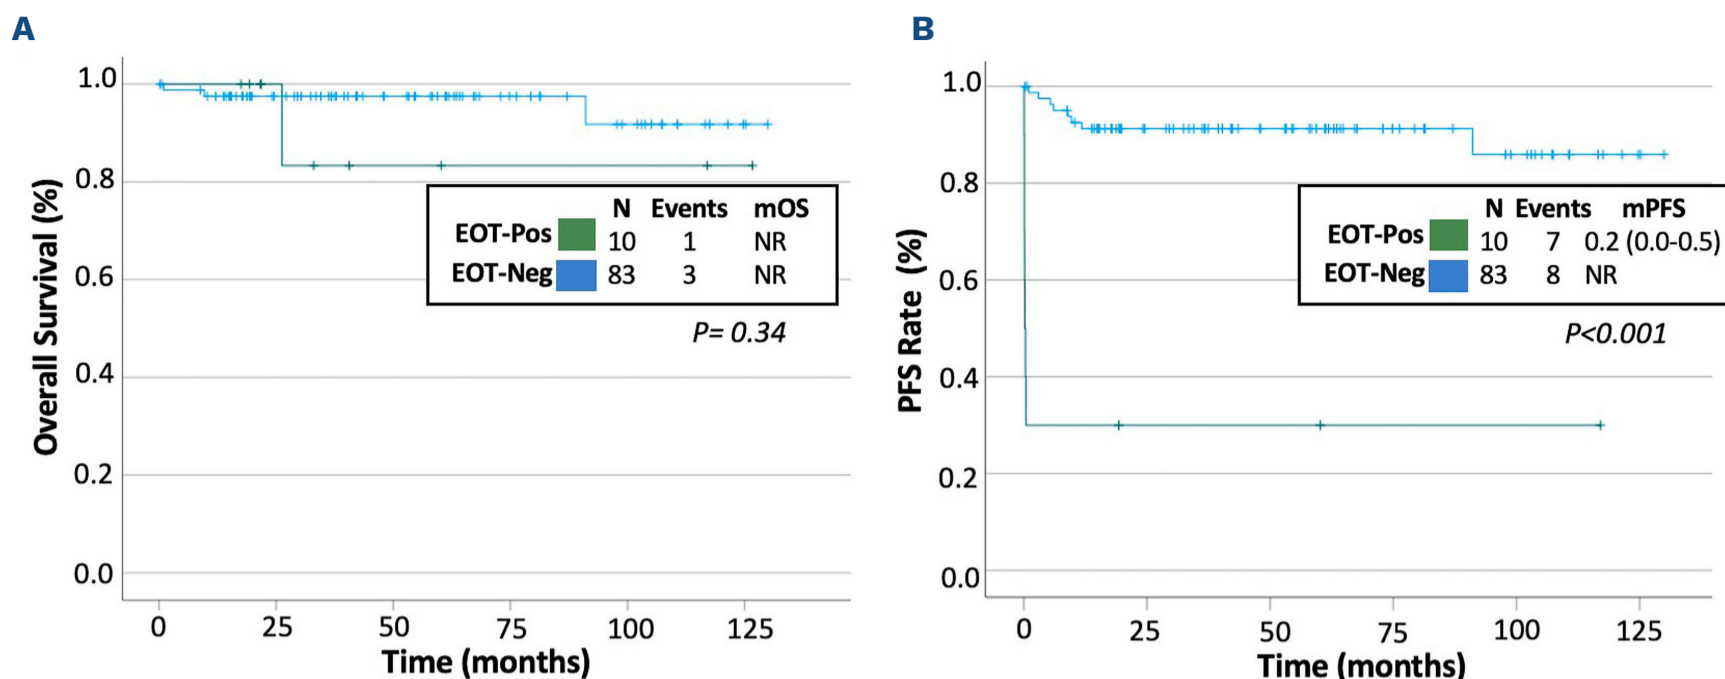 A
Overall Survival (%)
1.0
0.8
0.6
0.4
0.2
0.0
N Events mOS
EOT-Pos 10 1 NR
EOT-Neg 83 3 NR
P= 0.34
0 25 50 75 100 125
Time (months)
B
PFS Rate (%)
1.0
0.8
0.6
0.4
0.2
0.0
N Events mPFS
EOT-Pos 10 7 0.2 (0.0-0.5)
EOT-Neg 83 8 NR
P<0.001
0 25 50 75 100 125
Time (months)